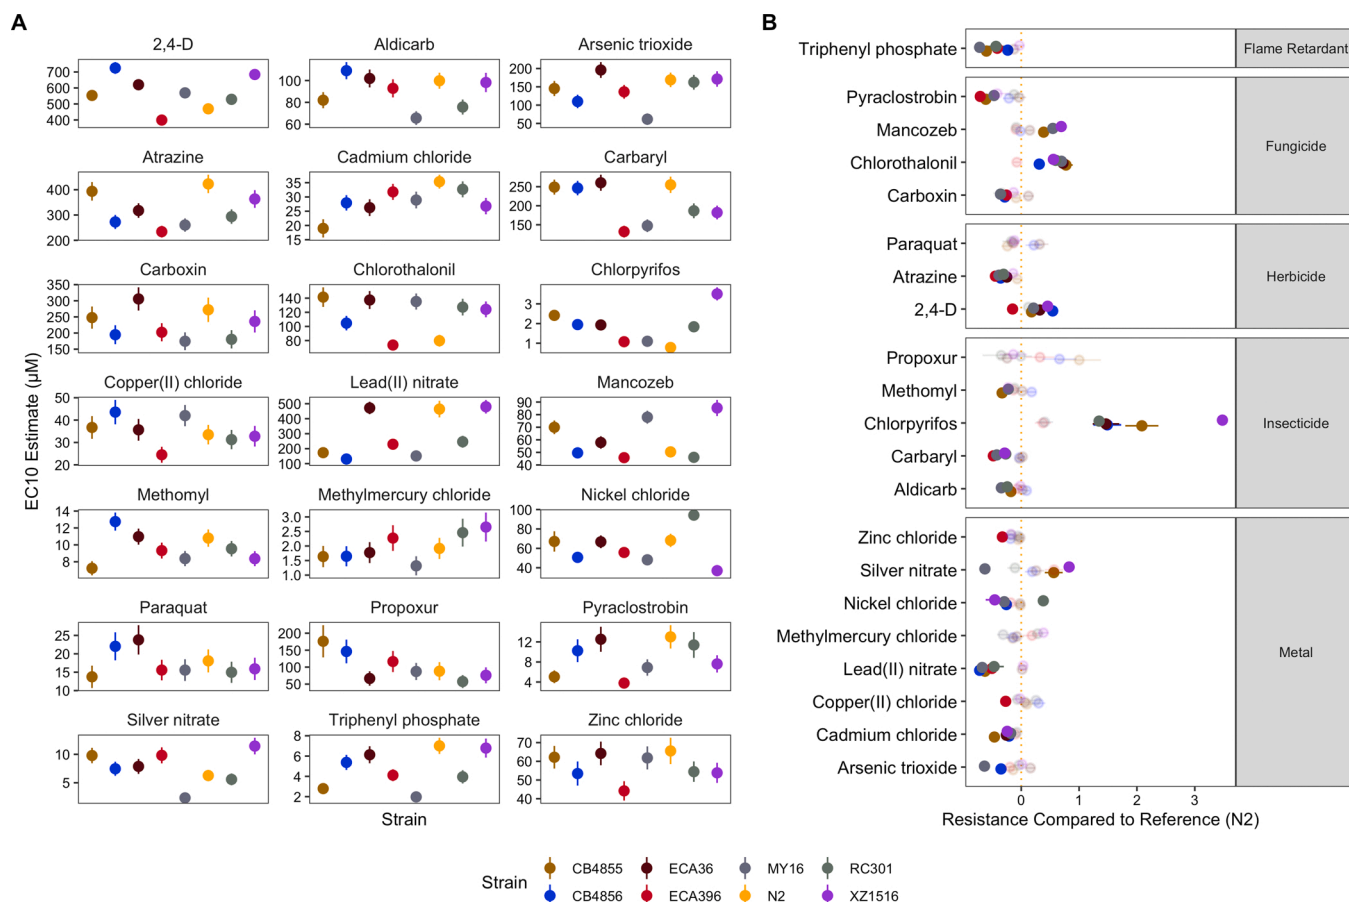 A
B
2,4-D
Aldicarb
Arsenic trioxide
700
600
500
400
100
80
60
200
150
100
50
Atrazine
Cadmium chloride
Carbaryl
400
300
200
35
30
25
20
15
250
150
Carboxin
Chlorothalonil
Chlorpyrifos
350
300
250
200
150
140
120
100
80
3
2
1
Copper(II) chloride
Lead(II) nitrate
Mancozeb
50
40
30
20
500
400
300
200
100
90
80
70
60
50
40
Methomyl
Methylmercury chloride
Nickel chloride
14
12
10
8
3.0
2.5
2.0
1.5
1.0
100
80
60
40
Paraquat
Propoxur
Pyraclostrobin
25
20
15
10
200
150
100
50
12
8
4
Silver nitrate
Triphenyl phosphate
Zinc chloride
10
5
8
6
4
2
70
60
50
40
EC10 Estimate (μM)
Strain
Triphenyl phosphate
Flame Retardant
Pyraclostrobin
Mancozeb
Chlorothalonil
Carboxin
Fungicide
Paraquat
Atrazine
2,4-D
Herbicide
Propoxur
Methomyl
Chlorpyrifos
Carbaryl
Aldicarb
Insecticide
Zinc chloride
Silver nitrate
Nickel chloride
Methylmercury chloride
Lead(II) nitrate
Copper(II) chloride
Cadmium chloride
Arsenic trioxide
Metal
0
1
2
3
Resistance Compared to Reference (N2)
Strain
CB4855
ECA36
MY16
RC301
CB4856
ECA396
N2
XZ1516